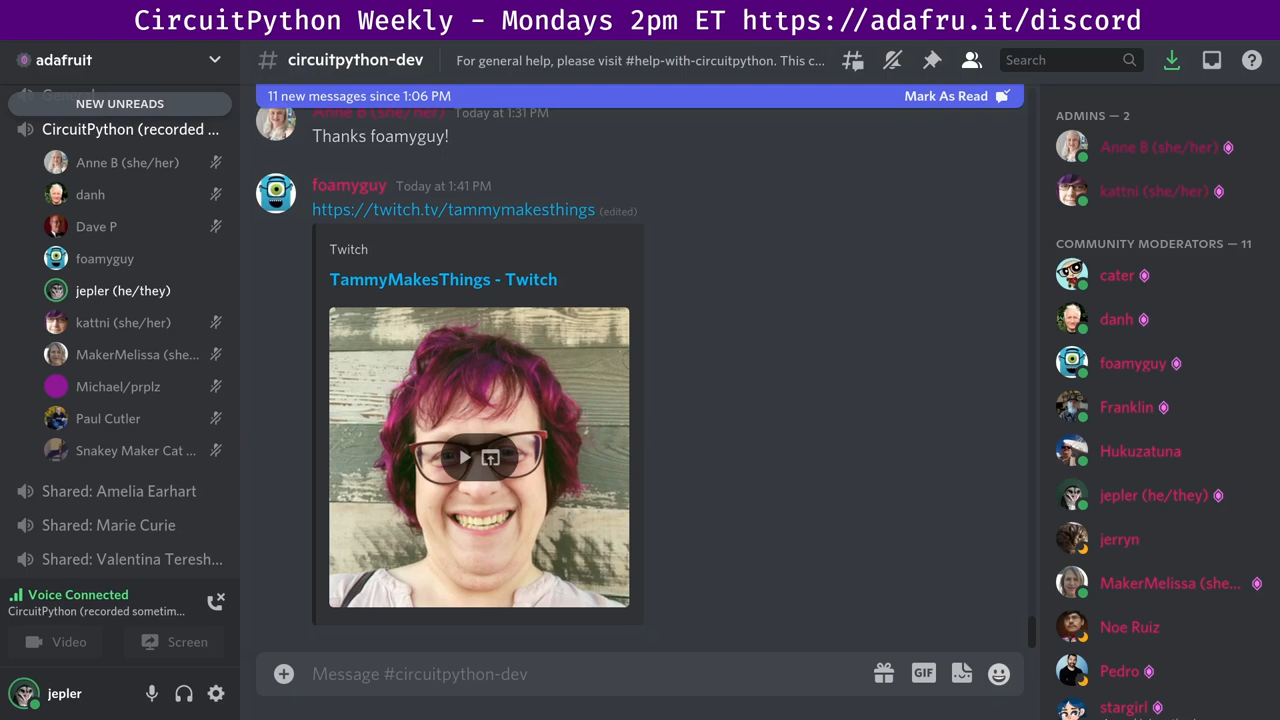 CircuitPython Weekly - Mondays 2pm ET https://adafru.it/discord
adafruit
General
NEW UNREADS
CircuitPython (recorded ...
Anne B (she/her)
danh
Dave P
foamyguy
jepler (he/they)
kattni (she/her)
MakerMelissa (she...
Michael/prplz
Paul Cutler
Snakey Maker Cat ...
Shared: Amelia Earhart
Shared: Marie Curie
Shared: Valentina Teresh...
Voice Connected
CircuitPython (recorded sometim...
Video
Screen
jepler
# circuitpython-dev
For general help, please visit #help-with-circuitpython. This c...
Search
11 new messages since 1:06 PM
Mark As Read
Anne B (she/her) Today at 1:31 PM
Thanks foamyguy!
foamyguy Today at 1:41 PM
https://twitch.tv/tammymakesthings (edited)
Twitch
TammyMakesThings - Twitch
Message #circuitpython-dev
GIF
ADMINS — 2
Anne B (she/her)
kattni (she/her)
COMMUNITY MODERATORS — 11
cater
danh
foamyguy
Franklin
Hukuzatuna
jepler (he/they)
jerryn
MakerMelissa (she...
Noe Ruiz
Pedro
stargirl